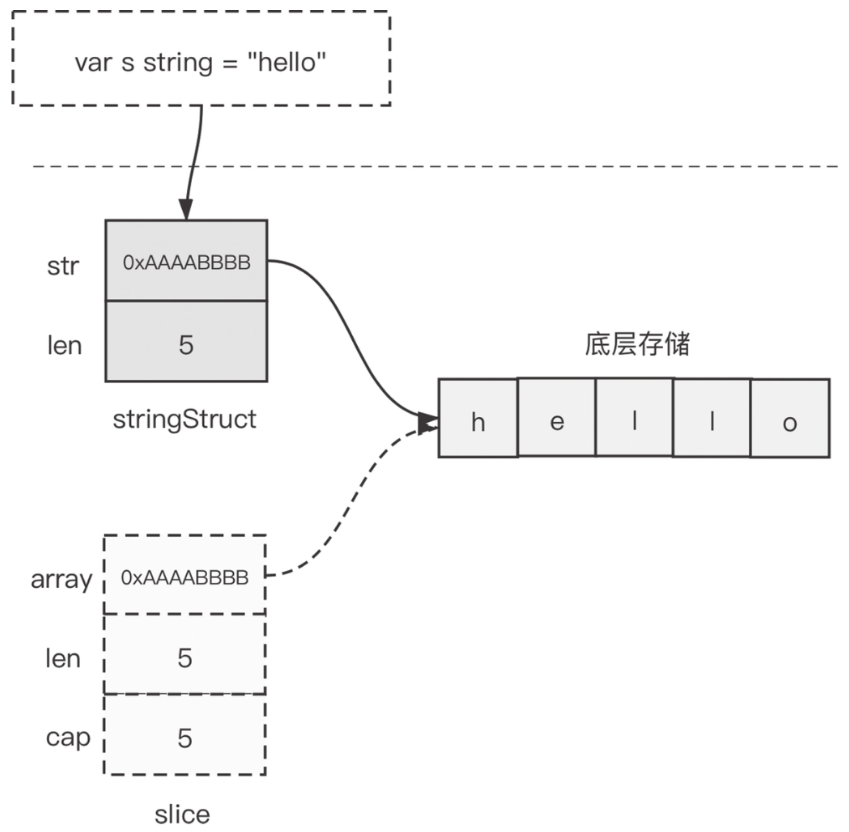 var s string = "hello"
str
0xAAAABBBB
len
5
stringStruct
底层存储
h e l l o
array
0xAAAABBBB
len
5
cap
5
slice